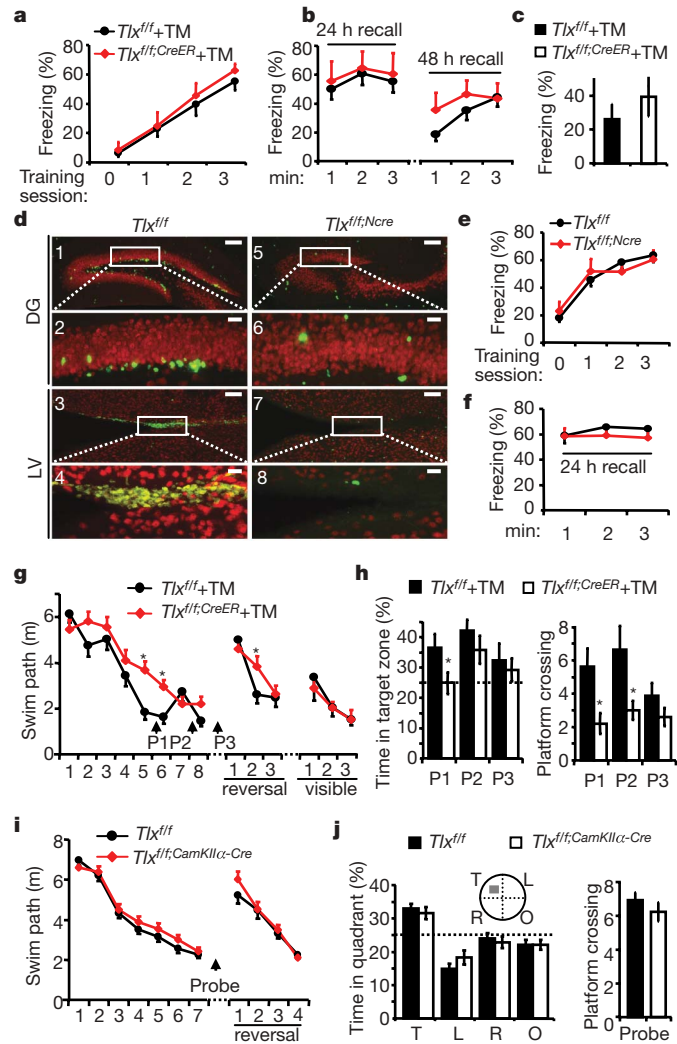 a
Tlx^f/f+TM
Tlx^f/f;CreER+TM
Freezing (%)
80
60
40
20
0
Training session:
0 1 2 3
b
24 h recall
48 h recall
Freezing (%)
80
60
40
20
0
min:
1 2 3 1 2 3
c
Tlx^f/f+TM
Tlx^f/f;CreER+TM
Freezing (%)
40
20
0
d
Tlx^f/f
Tlx^f/f;Ncre
DG
LV
1
5
2
6
3
7
4
8
e
Tlx^f/f
Tlx^f/f;Ncre
Freezing (%)
80
60
40
20
0
Training session:
0 1 2 3
f
Freezing (%)
80
60
40
20
0
24 h recall
min:
1 2 3
g
Tlx^f/f+TM
Tlx^f/f;CreER+TM
Swim path (m)
6
4
2
0
* *
*
P1 P2 P3
1 2 3 4 5 6 7 8
1 2 3
reversal
1 2 3
visible
h
Tlx^f/f+TM
Tlx^f/f;CreER+TM
Time in target zone (%)
40
30
20
10
0
*
P1 P2 P3
Platform crossing
8
6
4
2
0
* *
P1 P2 P3
i
Tlx^f/f
Tlx^f/f;CamKIIα-Cre
Swim path (m)
8
6
4
2
0
Probe
1 2 3 4 5 6 7
1 2 3 4
reversal
j
Tlx^f/f
Tlx^f/f;CamKIIα-Cre
Time in quadrant (%)
40
30
20
10
0
T L
R O
T L R O
Platform crossing
8
6
4
2
0
Probe